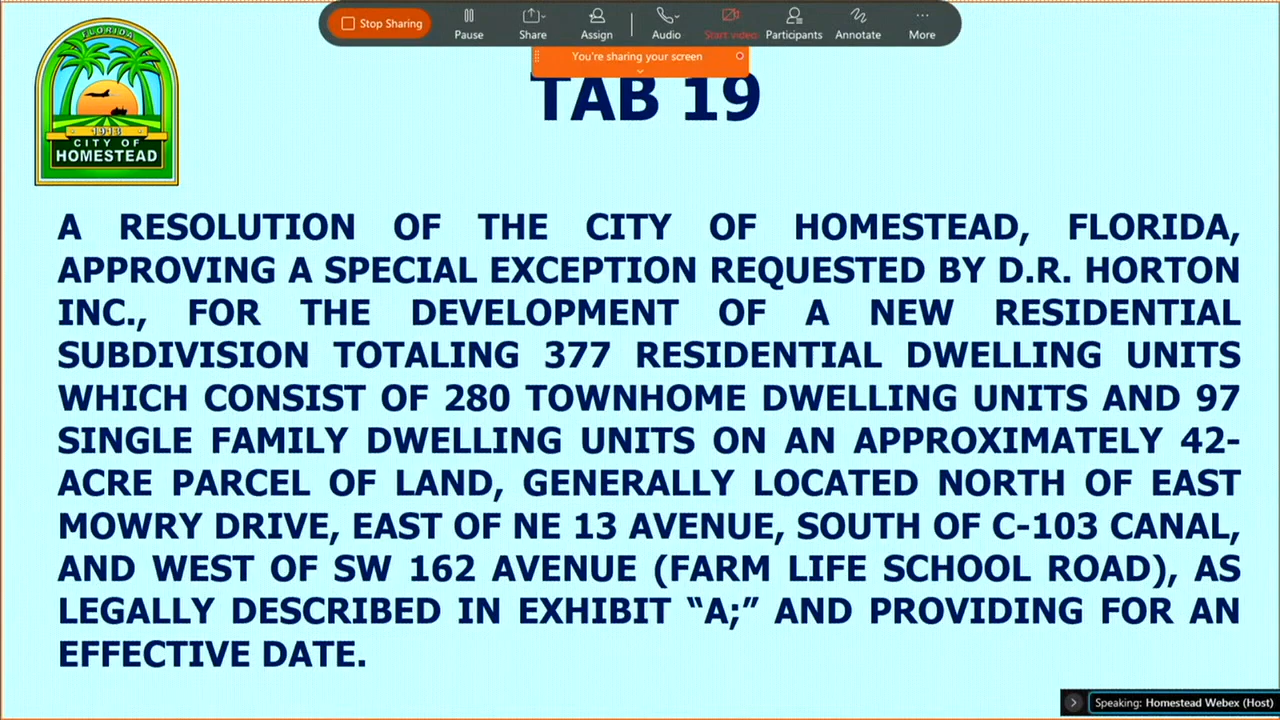 Stop Sharing
Pause
Share
Assign
Audio
Start video
Participants
Annotate
More
You're sharing your screen
FLORIDA
1913
CITY OF
HOMESTEAD
TAB 19
A RESOLUTION OF THE CITY OF HOMESTEAD, FLORIDA,
APPROVING A SPECIAL EXCEPTION REQUESTED BY D.R. HORTON
INC., FOR THE DEVELOPMENT OF A NEW RESIDENTIAL
SUBDIVISION TOTALING 377 RESIDENTIAL DWELLING UNITS
WHICH CONSIST OF 280 TOWNHOME DWELLING UNITS AND 97
SINGLE FAMILY DWELLING UNITS ON AN APPROXIMATELY 42-
ACRE PARCEL OF LAND, GENERALLY LOCATED NORTH OF EAST
MOWRY DRIVE, EAST OF NE 13 AVENUE, SOUTH OF C-103 CANAL,
AND WEST OF SW 162 AVENUE (FARM LIFE SCHOOL ROAD), AS
LEGALLY DESCRIBED IN EXHIBIT “A;” AND PROVIDING FOR AN
EFFECTIVE DATE.
Speaking: Homestead Webex (Host)